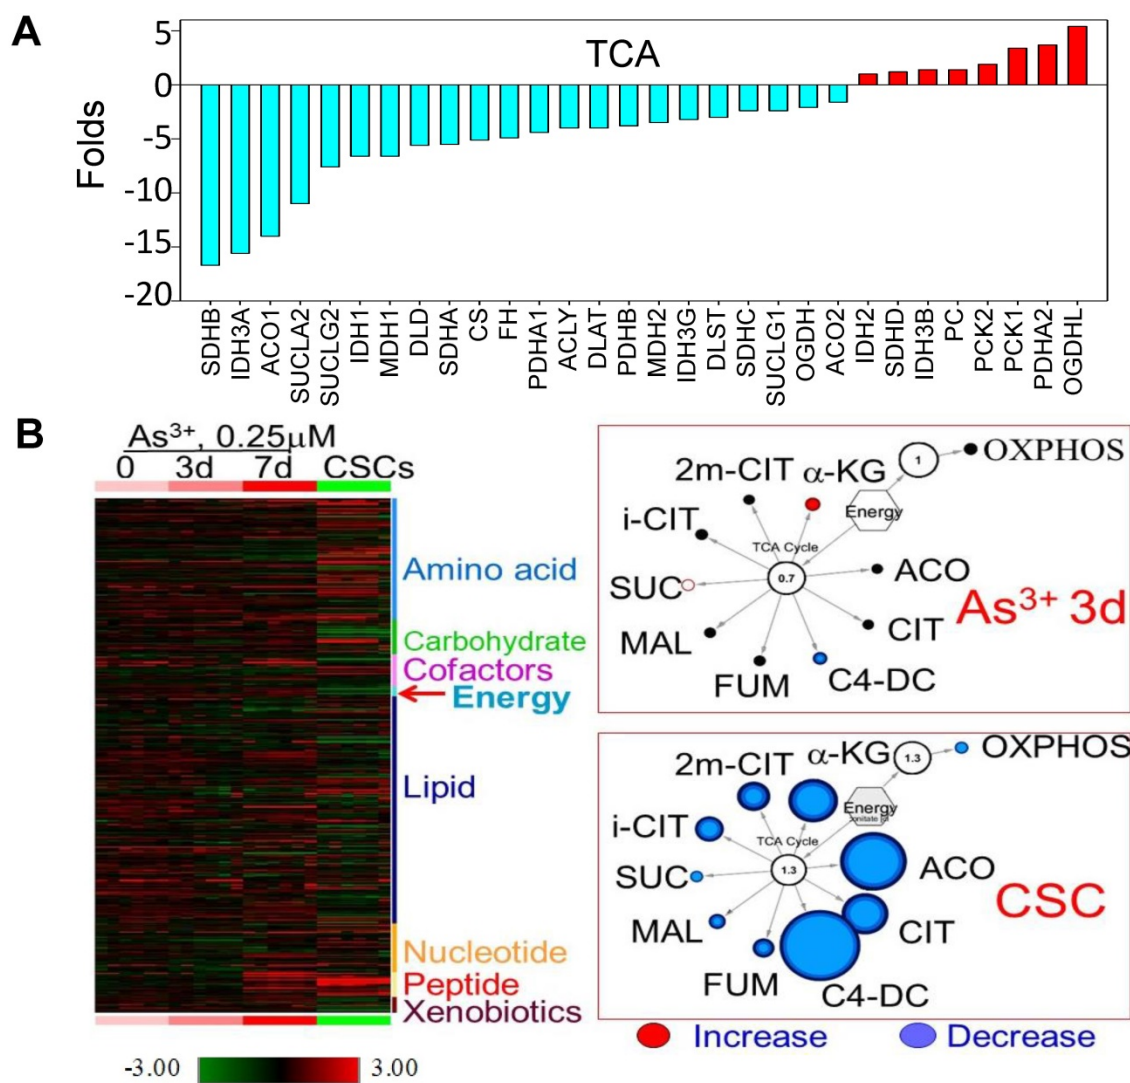 A
TCA
Folds
5
0
-5
-10
-15
-20
SDHB
IDH3A
ACO1
SUCLA2
SUCLG2
IDH1
MDH1
DLD
SDHA
CS
FH
PDHA1
ACLY
DLAT
PDHB
MDH2
IDH3G
DLST
SDHC
SUCLG1
OGDH
ACO2
IDH2
SDHD
IDH3B
PC
PCK2
PCK1
PDHA2
OGDHL
B
As³⁺, 0.25μM
0 3d 7d CSCs
Amino acid
Carbohydrate
Cofactors
Energy
Lipid
Nucleotide
Peptide
Xenobiotics
-3.00 3.00
2m-CIT
α-KG
1
OXPHOS
Energy
i-CIT
TCA Cycle
0.7
SUC
ACO
As³⁺ 3d
MAL
CIT
FUM
C4-DC
2m-CIT
α-KG
1.3
OXPHOS
Energy
i-CIT
TCA Cycle
1.3
SUC
ACO
CSC
MAL
CIT
FUM
C4-DC
Increase
Decrease